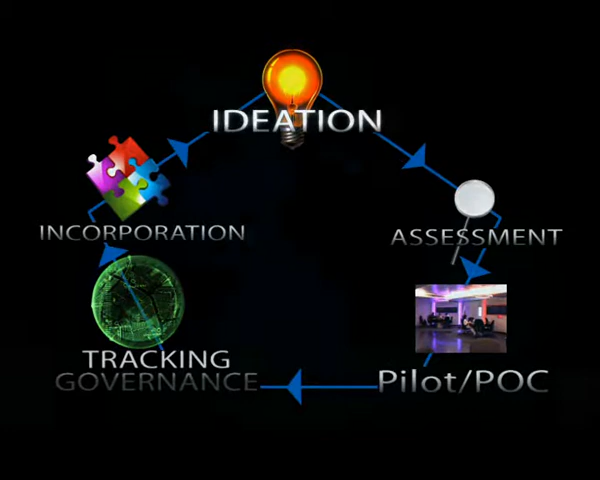 IDEATION
INCORPORATION
ASSESSMENT
TRACKING
GOVERNANCE
Pilot/POC